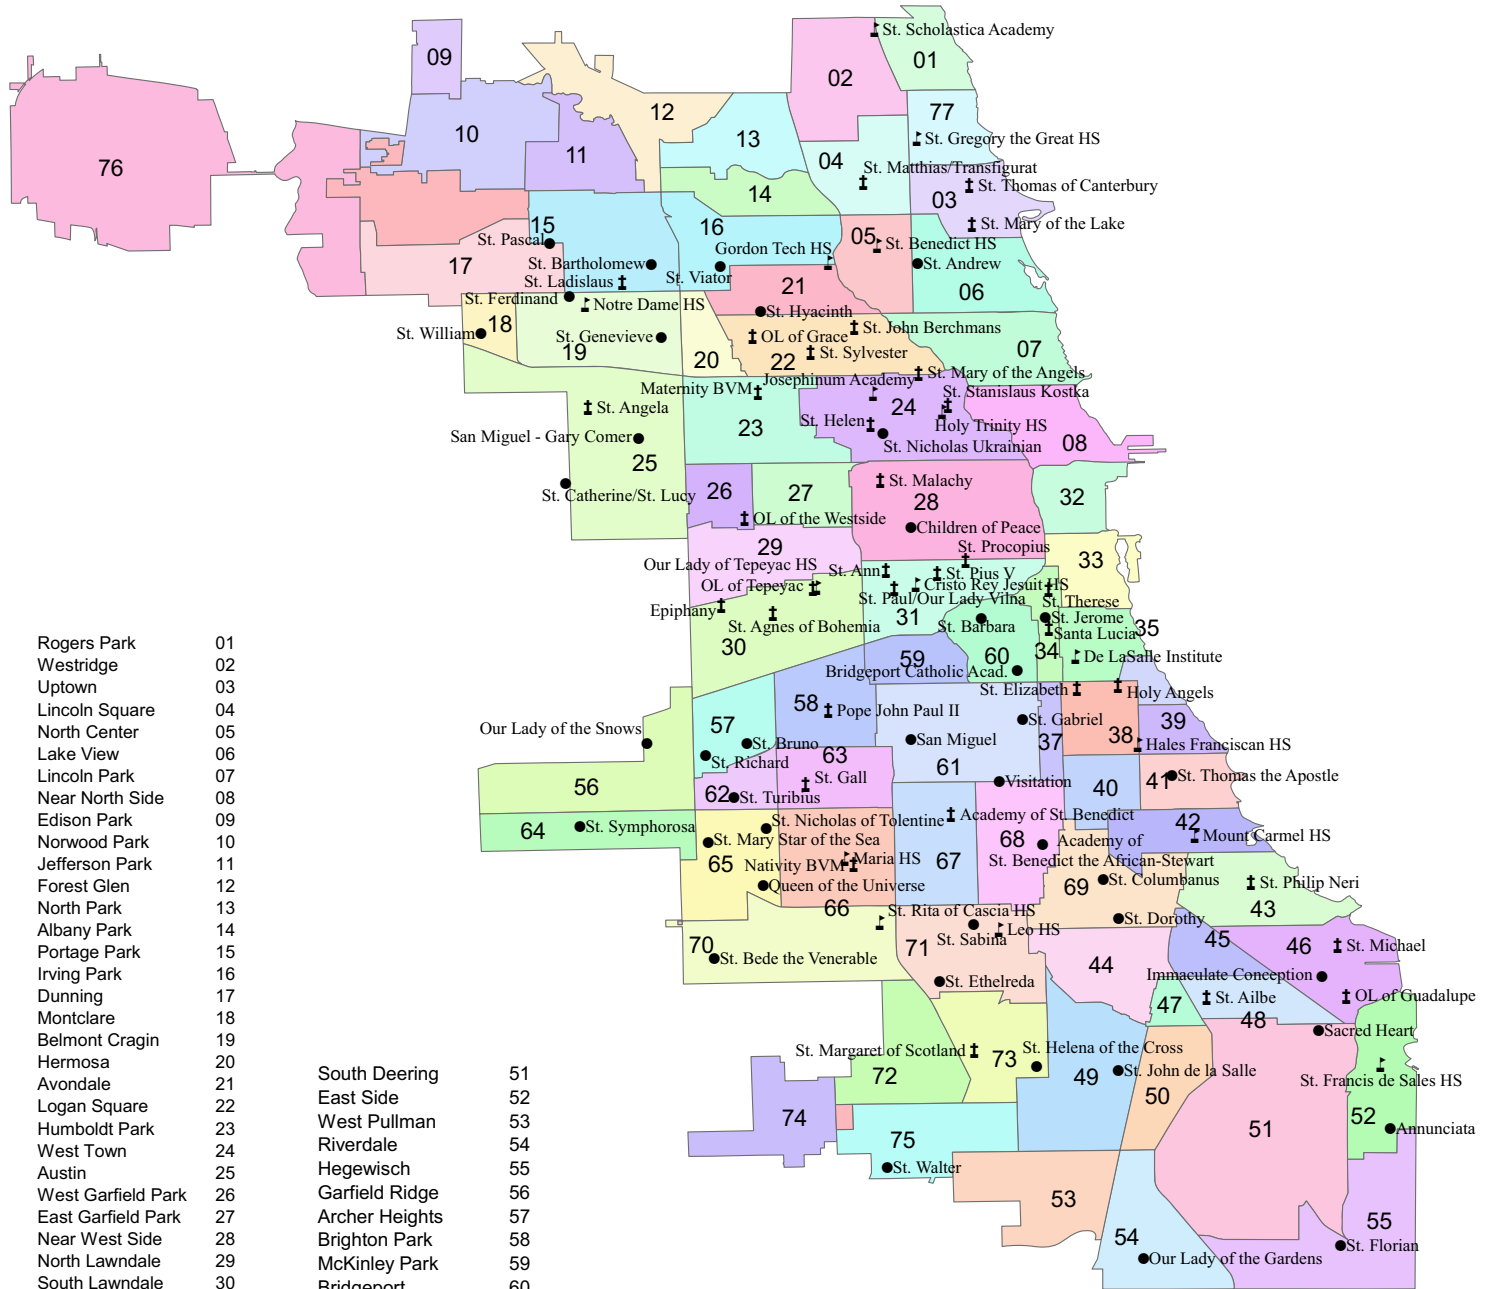 St. Scholastica Academy
09
01
02
77
12
10
13
St. Gregory the Great HS
11
04
St. Matthias/Transfigurat
76
14
St. Thomas of Canterbury
03
15
16
St. Mary of the Lake
St. Pascal
05
Gordon Tech HS
St. Benedict HS
17
St. Bartholomew
St. Viator
St. Andrew
St. Ladislaus
21
06
St. Ferdinand
Notre Dame HS
St. Hyacinth
18
St. William
St. Genevieve
OL of Grace
St. John Berchmans
19
20
22
St. Sylvester
07
Maternity BVM
Josephinum Academy
St. Mary of the Angels
St. Stanislaus Kostka
St. Angela
24
23
St. Helen
Holy Trinity HS
San Miguel - Gary Comer
St. Nicholas Ukrainian
08
25
St. Catherine/St. Lucy
26
27
St. Malachy
28
32
OL of the Westside
Children of Peace
29
St. Procopius
Our Lady of Tepeyac HS
St. Ann
St. Pius V
33
OL of Tepeyac
Cristo Rey Jesuit HS
St. Paul/Our Lady Vilna
St. Therese
Epiphany
31
St. Jerome
St. Agnes of Bohemia
St. Barbara
Santa Lucia
35
30
59
60
34
De LaSalle Institute
Bridgeport Catholic Acad.
St. Elizabeth
Holy Angels
58
Pope John Paul II
57
St. Gabriel
Our Lady of the Snows
San Miguel
37
38
39
St. Bruno
Hales Franciscan HS
St. Richard
63
61
56
St. Gall
Visitation
40
41
St. Thomas the Apostle
62
St. Turibius
64
St. Symphorosa
St. Nicholas of Tolentine
Academy of St. Benedict
42
Mount Carmel HS
St. Mary Star of the Sea
68
Academy of
St. Benedict the African-Stewart
65
Nativity BVM
Maria HS
67
69
St. Columbanus
St. Philip Neri
Queen of the Universe
66
43
St. Rita of Cascia HS
St. Dorothy
Leo HS
70
71
St. Sabina
45
46
St. Michael
St. Bede the Venerable
44
Immaculate Conception
St. Ethelreda
47
St. Ailbe
OL of Guadalupe
48
Sacred Heart
St. Margaret of Scotland
73
St. Helena of the Cross
72
49
St. John de la Salle
St. Francis de Sales HS
50
74
75
51
52
Annunciata
St. Walter
53
55
54
St. Florian
Our Lady of the Gardens
Rogers Park 01
Westridge 02
Uptown 03
Lincoln Square 04
North Center 05
Lake View 06
Lincoln Park 07
Near North Side 08
Edison Park 09
Norwood Park 10
Jefferson Park 11
Forest Glen 12
North Park 13
Albany Park 14
Portage Park 15
Irving Park 16
Dunning 17
Montclare 18
Belmont Cragin 19
Hermosa 20
Avondale 21
Logan Square 22
Humboldt Park 23
West Town 24
Austin 25
West Garfield Park 26
East Garfield Park 27
Near West Side 28
North Lawndale 29
South Lawndale 30
South Deering 51
East Side 52
West Pullman 53
Riverdale 54
Hegewisch 55
Garfield Ridge 56
Archer Heights 57
Brighton Park 58
McKinley Park 59
Bridgeport 60